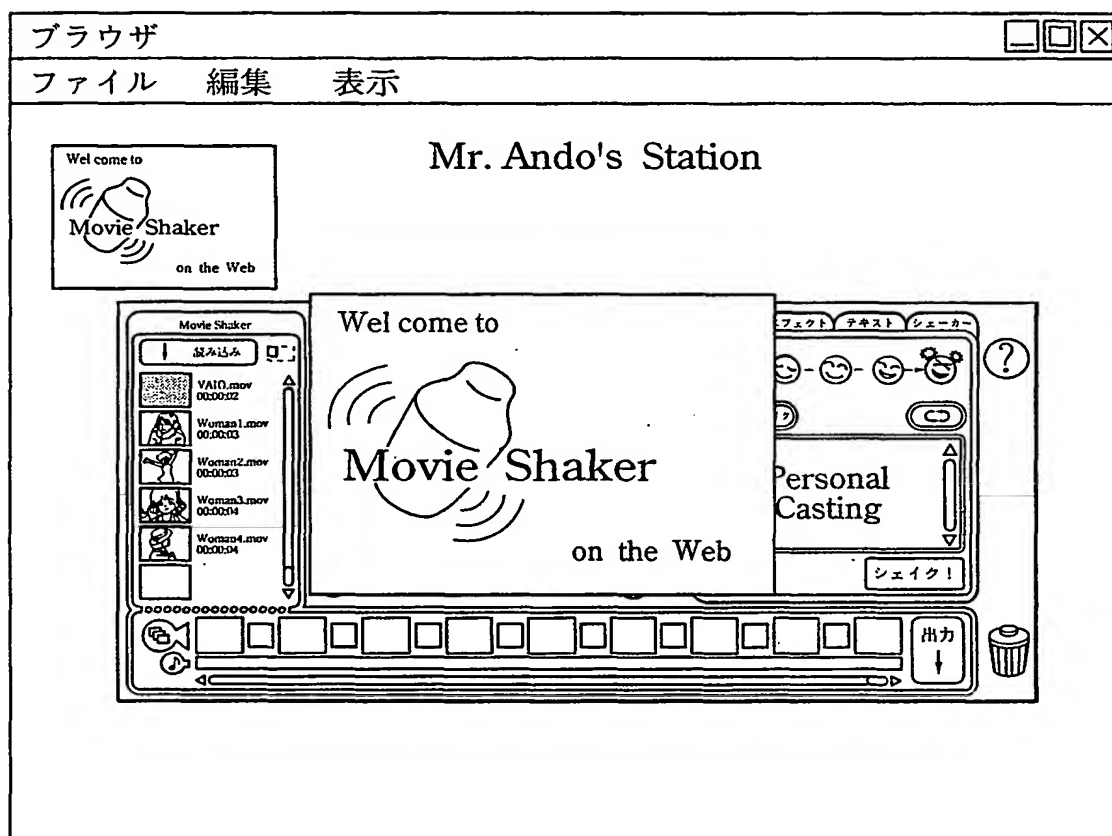 ブラウザ
ファイル 編集 表示
Mr. Ando's Station
Wel come to
Movie Shaker
on the Web
Movie Shaker
読み込み
VAIO.mov
00:00:02
Woman1.mov
00:00:03
Woman2.mov
00:00:03
Woman3.mov
00:00:04
Woman4.mov
00:00:04
Wel come to
Movie Shaker
on the Web
フェクト テキスト シェーカー
?
Personal
Casting
シェイク!
出力